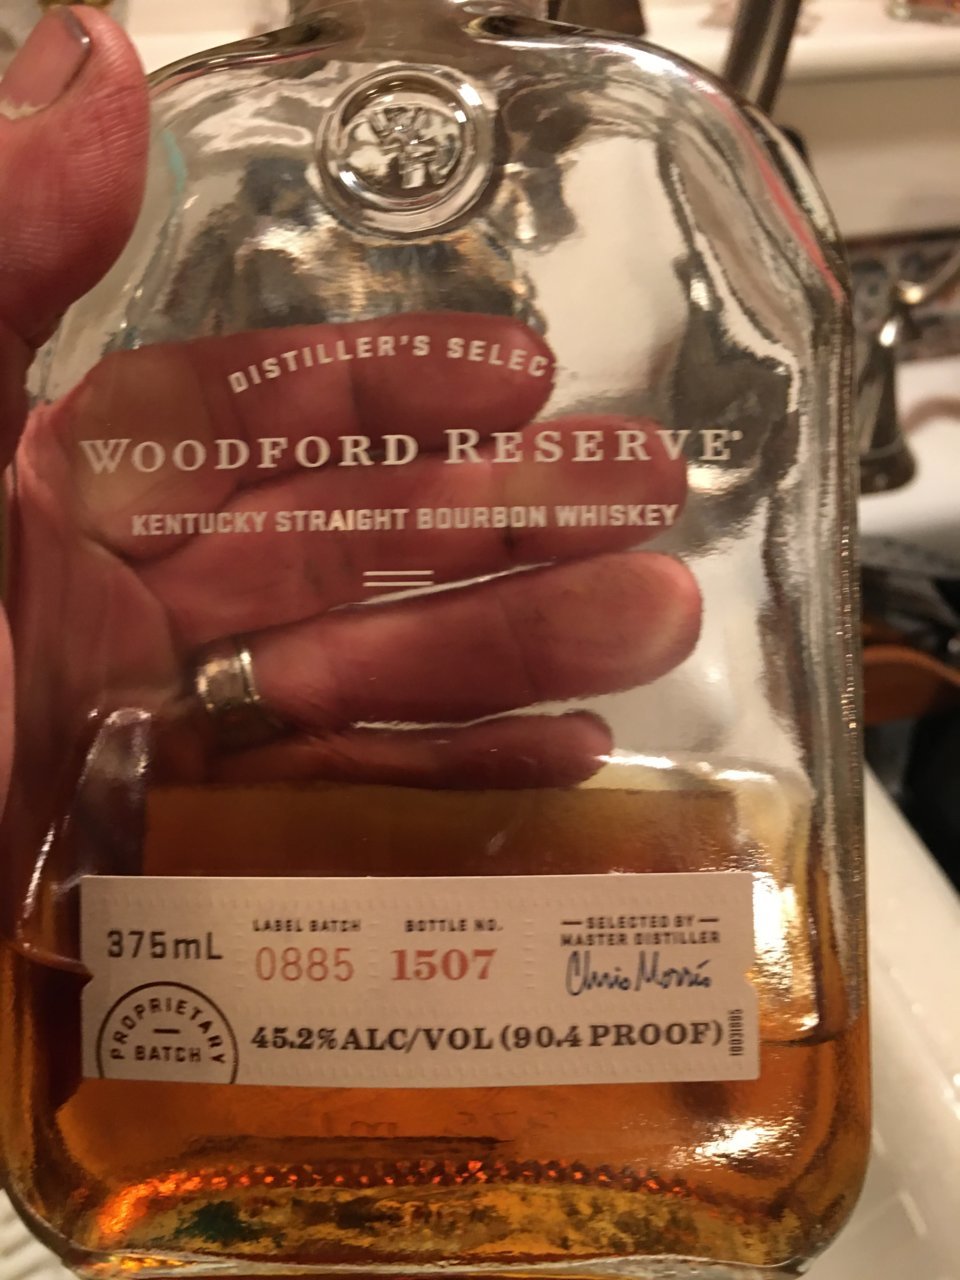 DISTILLER'S SELEC
WOODFORD RESERVE
KENTUCKY STRAIGHT BOURBON WHISKEY
375mL
LABEL BATCH
0885
BOTTLE NO.
1507
SELECTED BY
MASTER DISTILLER
Chris Morris
PROPRIETARY
BATCH
45.2% ALC/VOL (90.4 PROOF)